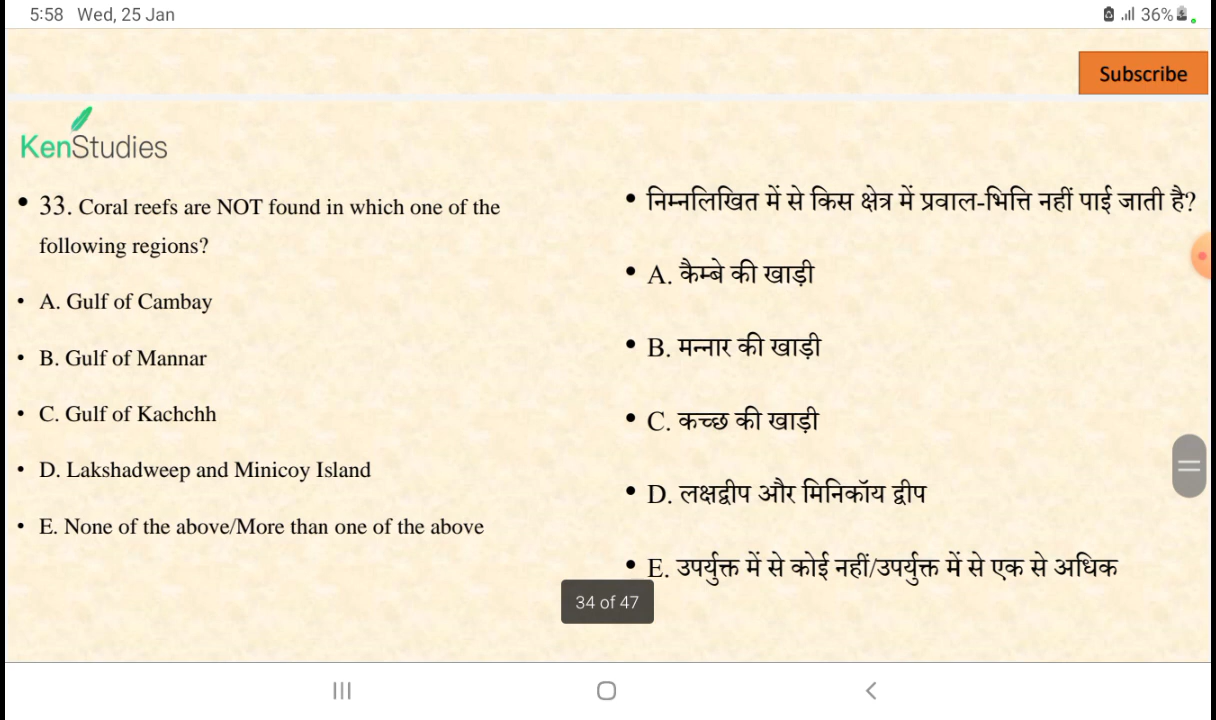 5:58 Wed, 25 Jan
36%
Subscribe
KenStudies
• 33. Coral reefs are NOT found in which one of the
following regions?
• A. Gulf of Cambay
• B. Gulf of Mannar
• C. Gulf of Kachchh
• D. Lakshadweep and Minicoy Island
• E. None of the above/More than one of the above
• निम्नलिखित में से किस क्षेत्र में प्रवाल-भित्ति नहीं पाई जाती है?
• A. कैम्बे की खाड़ी
• B. मन्नार की खाड़ी
• C. कच्छ की खाड़ी
• D. लक्षद्वीप और मिनिकॉय द्वीप
• E. उपर्युक्त में से कोई नहीं/उपर्युक्त में से एक से अधिक
34 of 47